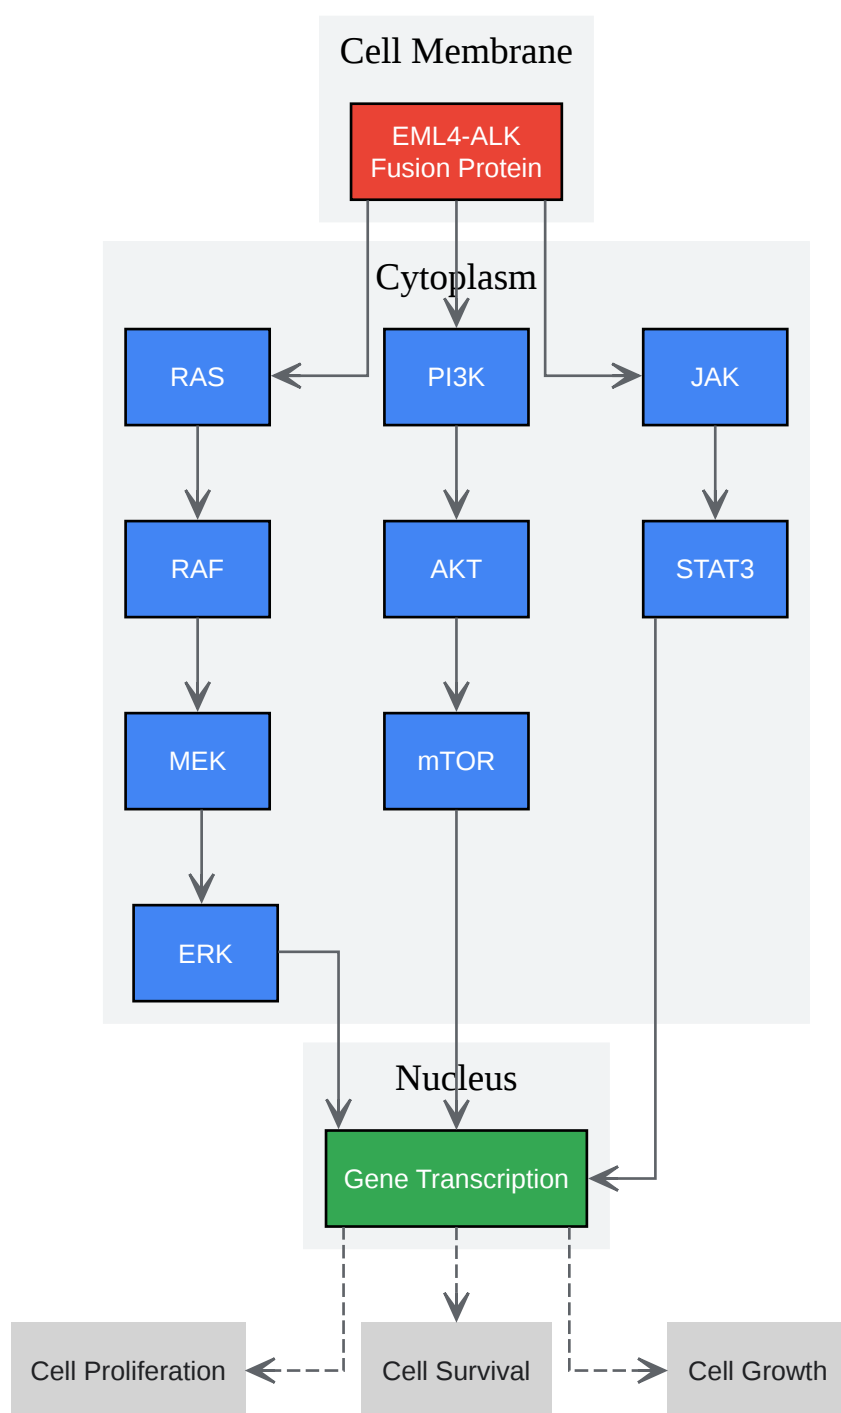 Cell Membrane
EML4-ALK
Fusion Protein
Cytoplasm
RAS
PI3K
JAK
RAF
AKT
STAT3
MEK
mTOR
ERK
Nucleus
Gene Transcription
Cell Proliferation
Cell Survival
Cell Growth